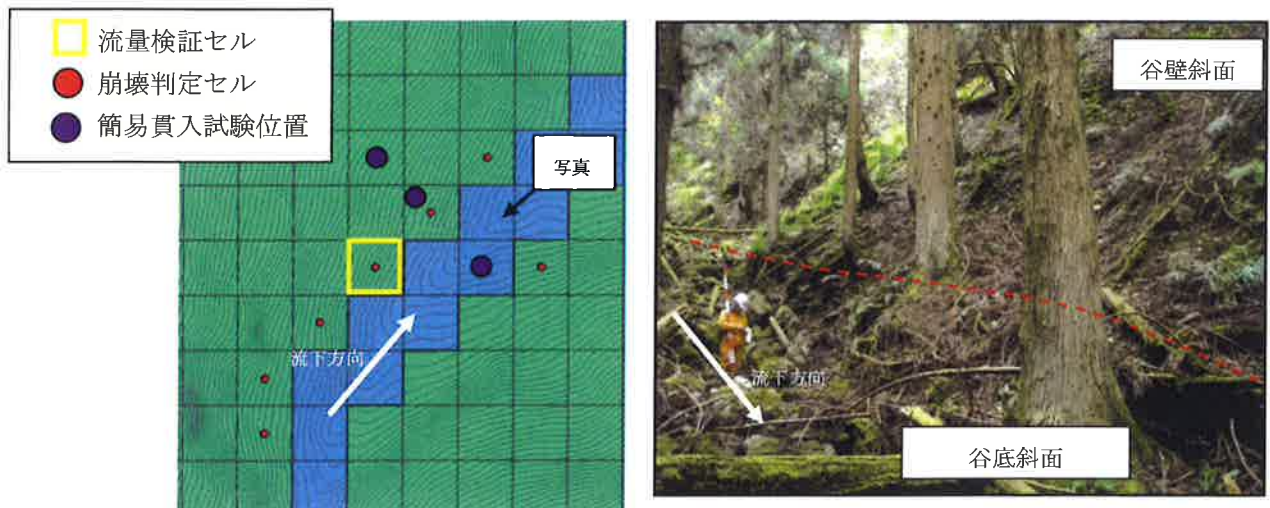 流量検証セル
崩壊判定セル
簡易貫入試験位置
写真
流下方向
谷壁斜面
流下方向
谷底斜面